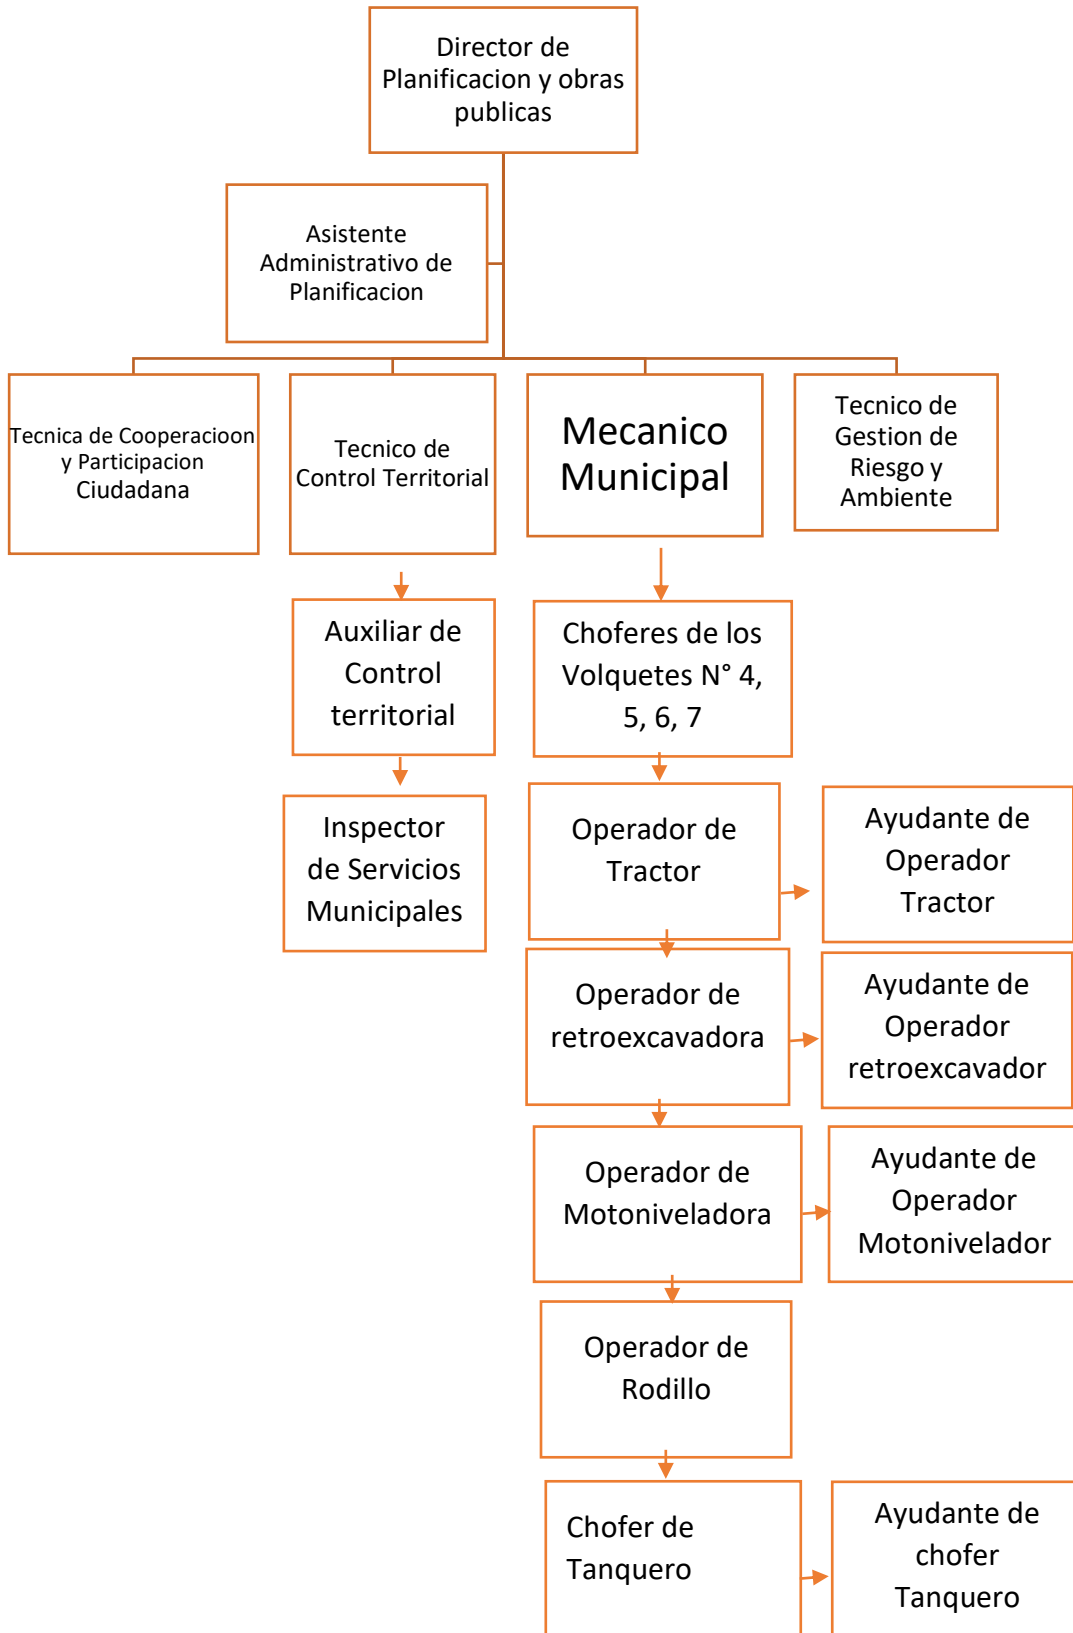 Director de
Planificacion y obras
publicas
Asistente
Administrativo de
Planificacion
Tecnica de Cooperacioon
y Participacion
Ciudadana
Tecnico de
Control Territorial
Mecanico
Municipal
Tecnico de
Gestion de
Riesgo y
Ambiente
Auxiliar de
Control
territorial
Choferes de los
Volquetes N° 4,
5, 6, 7
Inspector
de Servicios
Municipales
Operador de
Tractor
Ayudante de
Operador
Tractor
Operador de
retroexcavadora
Ayudante de
Operador
retroexcavador
Operador de
Motoniveladora
Ayudante de
Operador
Motonivelador
Operador de
Rodillo
Chofer de
Tanquero
Ayudante de
chofer
Tanquero